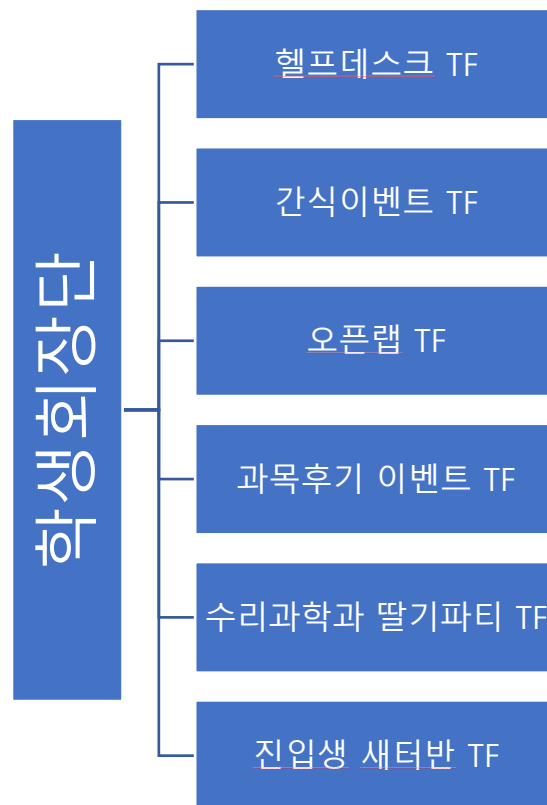 학생회장단
헬프데스크 TF
간식이벤트 TF
오픈랩 TF
과목후기 이벤트 TF
수리과학과 딸기파티 TF
진입생 새터반 TF